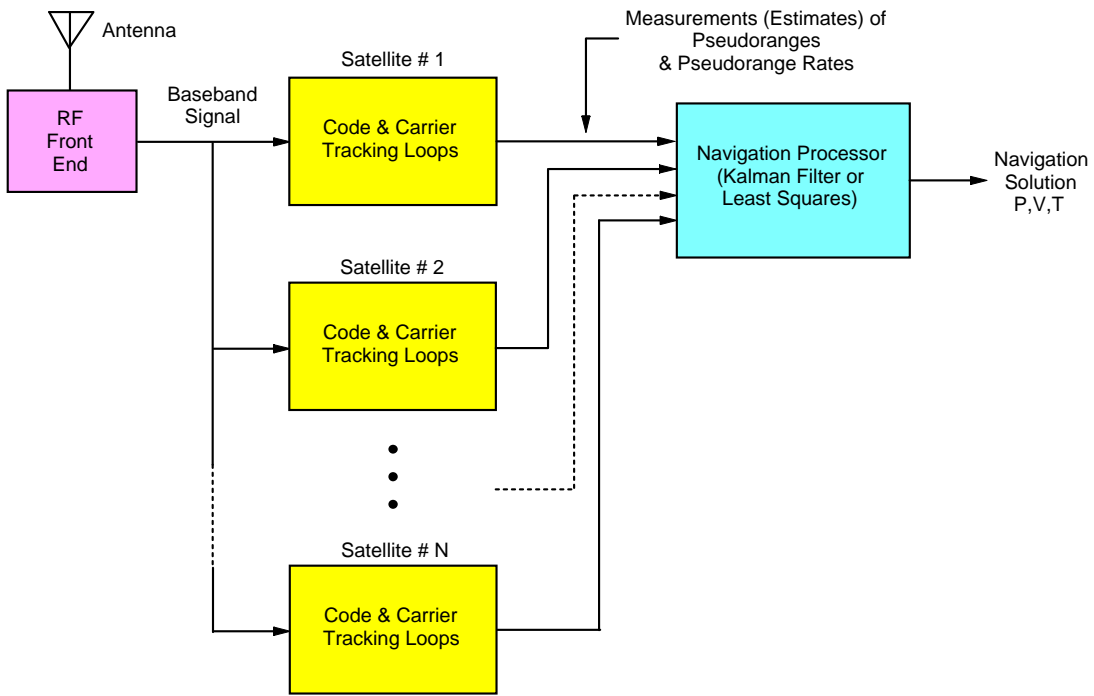 Antenna
RF
Front
End
Baseband
Signal
Satellite # 1
Code & Carrier
Tracking Loops
Measurements (Estimates) of
Pseudoranges
& Pseudorange Rates
Navigation Processor
(Kalman Filter or
Least Squares)
Navigation
Solution
P,V,T
Satellite # 2
Code & Carrier
Tracking Loops
Satellite # N
Code & Carrier
Tracking Loops